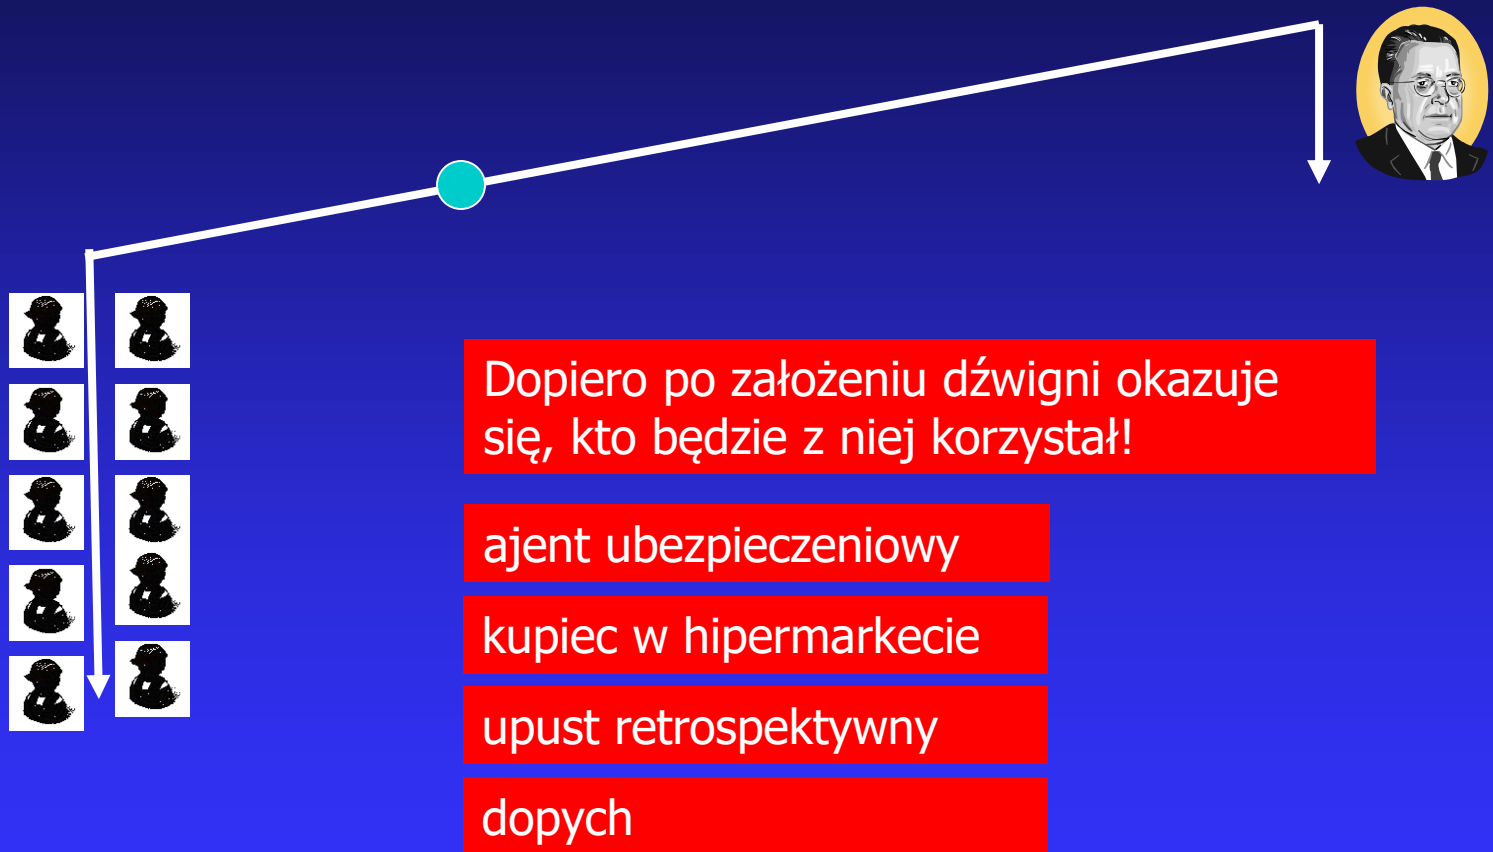 Dopiero po założeniu dźwigni okazuje
się, kto będzie z niej korzystał!
ajent ubezpieczeniowy
kupiec w hipermarkecie
upust retrospektywny
dopych